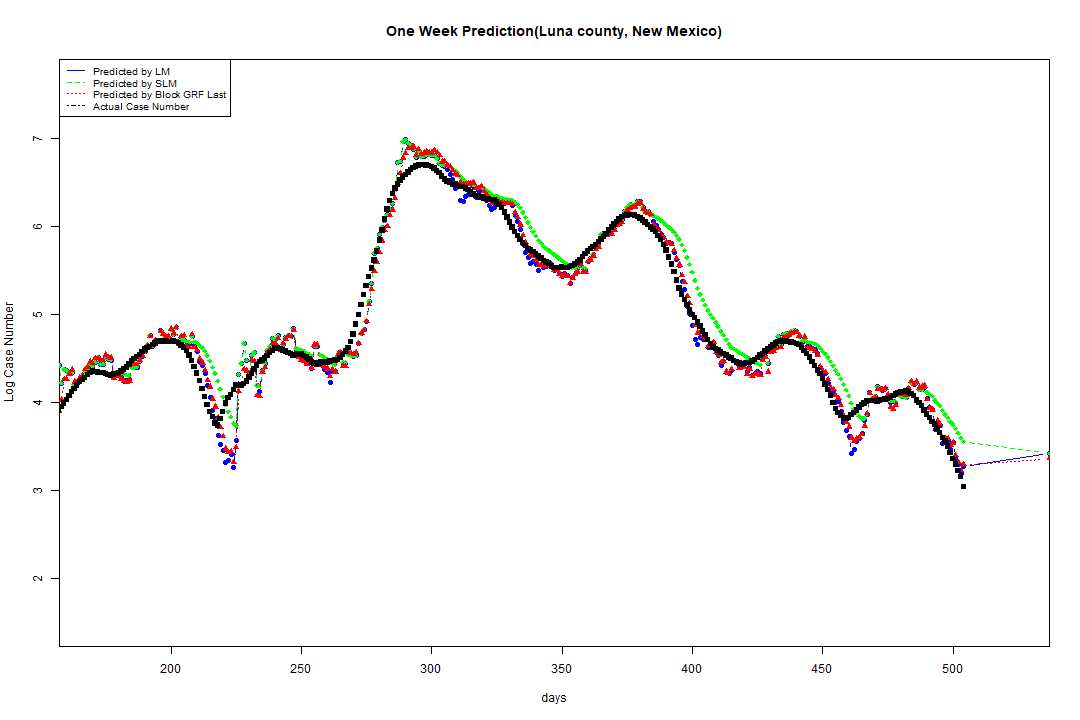 One Week Prediction(Luna county, New Mexico)
Predicted by LM
Predicted by SLM
Predicted by Block GRF Last
Actual Case Number
7
6
5
4
3
2
Log Case Number
200 250 300 350 400 450 500
days